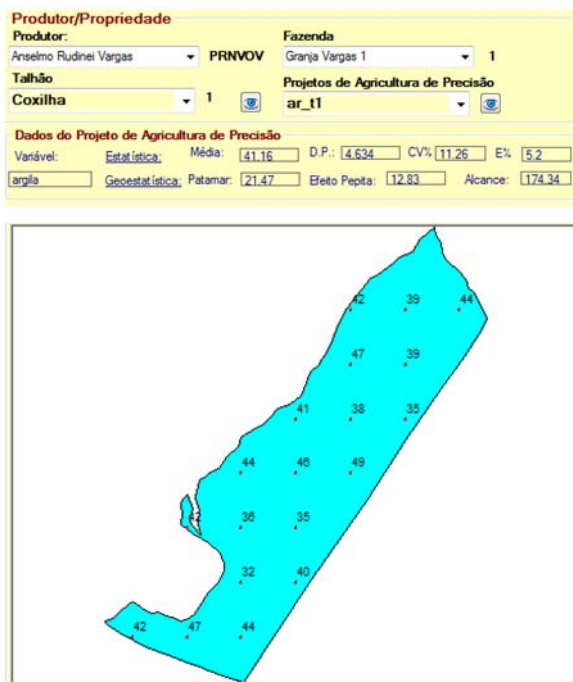 Produtor/Propriedade
Produtor: Fazenda
Anselmo Rudinei Vargas PRNVOV Granja Vargas 1 1
Talhão Projetos de Agricultura de Precisão
Coxilha 1 ar_t1
Dados do Projeto de Agricultura de Precisão
Variável: Estatística: Média: 41.16 D.P.: 4.634 CV% 11.26 E% 5.2
argila Geoestatística: Patamar: 21.47 Efeito Pepita: 12.83 Alcance: 174.34
42 39 44
47 39
41 38 35
44 46 49
42 36 35
32 40
42 47 44